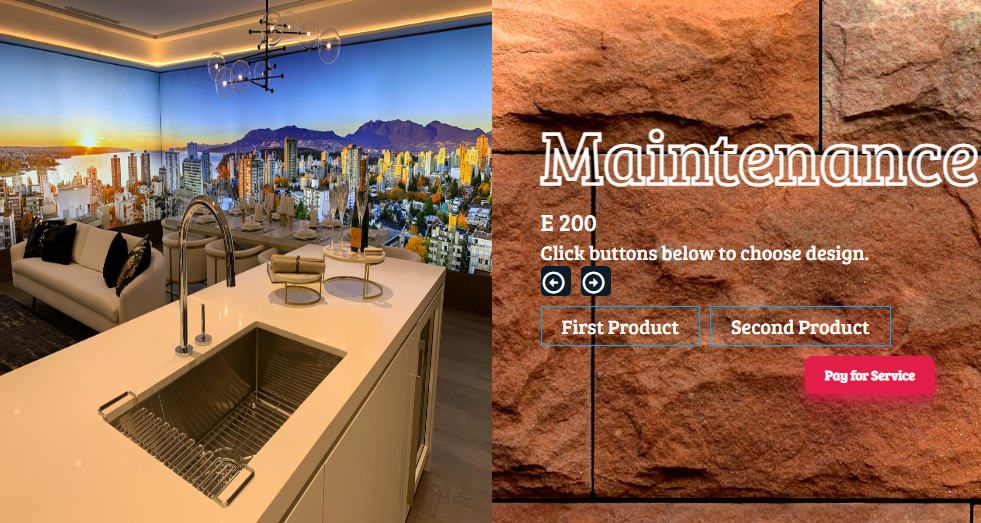 Maintenance
E 200
Click buttons below to choose design.
First Product
Second Product
Pay for Service